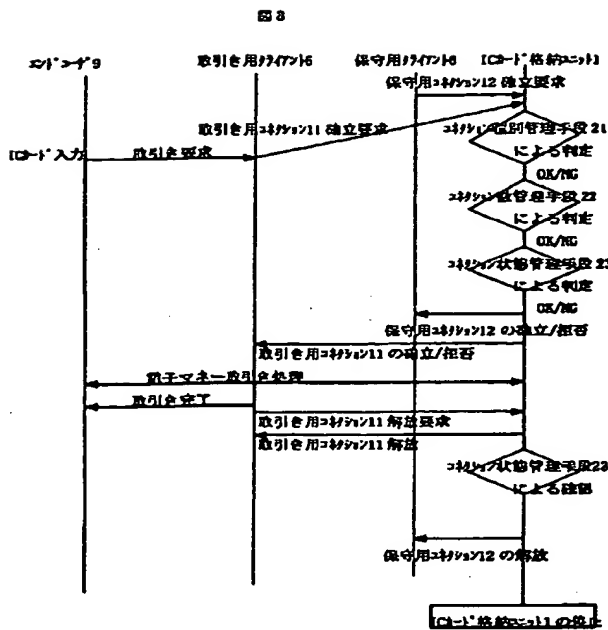 図3
エンドユーザ9 取引き用クライアント6 保守用クライアント8 ICカード格納ユニット1
保守用コネクション12 確立要求
取引き用コネクション11 確立要求
コネクション種別管理手段21
による判定
ICカード入力 取引き要求
OK/NG
コネクション数管理手段22
による判定
OK/NG
コネクション状態管理手段23
による判定
OK/NG
保守用コネクション12 の確立/拒否
取引き用コネクション11 の確立/拒否
電子マネー取引き処理
取引き完了
取引き用コネクション11 解放要求
取引き用コネクション11 解放
コネクション状態管理手段23
による確認
保守用コネクション12 の解放
ICカード格納ユニット1 の停止